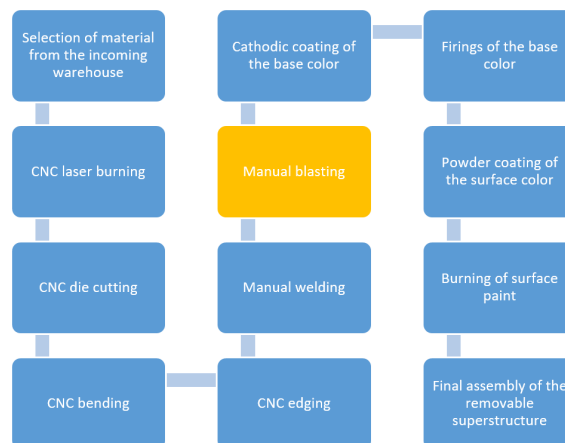 Selection of material
from the incoming
warehouse
CNC laser burning
CNC die cutting
CNC bending
CNC edging
Manual welding
Manual blasting
Cathodic coating of
the base color
Firings of the base
color
Powder coating of
the surface color
Burning of surface
paint
Final assembly of the
removable
superstructure